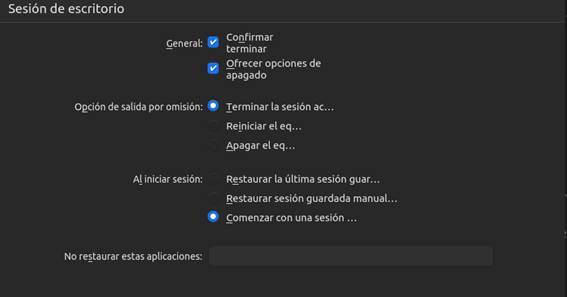 Sesión de escritorio
General:
Confirmar
terminar
Ofrecer opciones de
apagado
Opción de salida por omisión:
Terminar la sesión ac…
Reiniciar el eq…
Apagar el eq…
Al iniciar sesión:
Restaurar la última sesión guar…
Restaurar sesión guardada manual…
Comenzar con una sesión …
No restaurar estas aplicaciones: